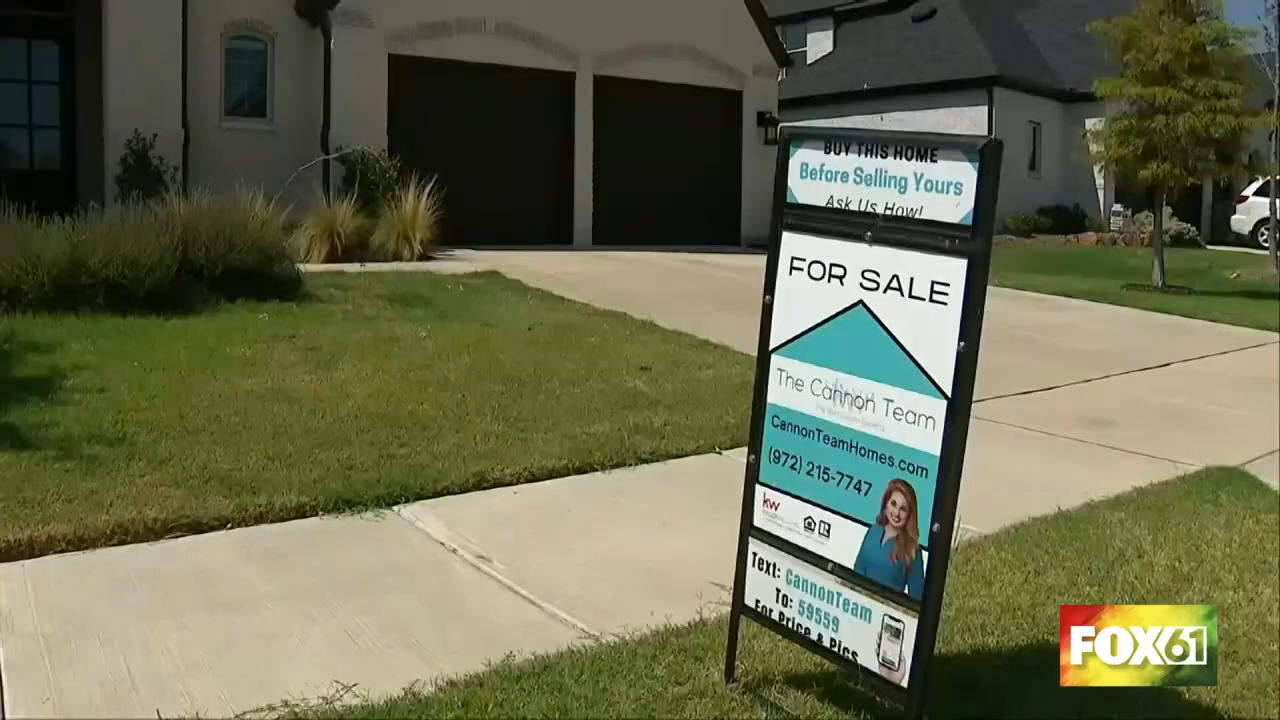 BUY THIS HOME
Before Selling Yours
Ask Us How!
FOR SALE
The Cannon Team
CannonTeamHomes.com
(972) 215-7747
kw
Text: CannonTeam
To: 59559
For Price & Pics
FOX61